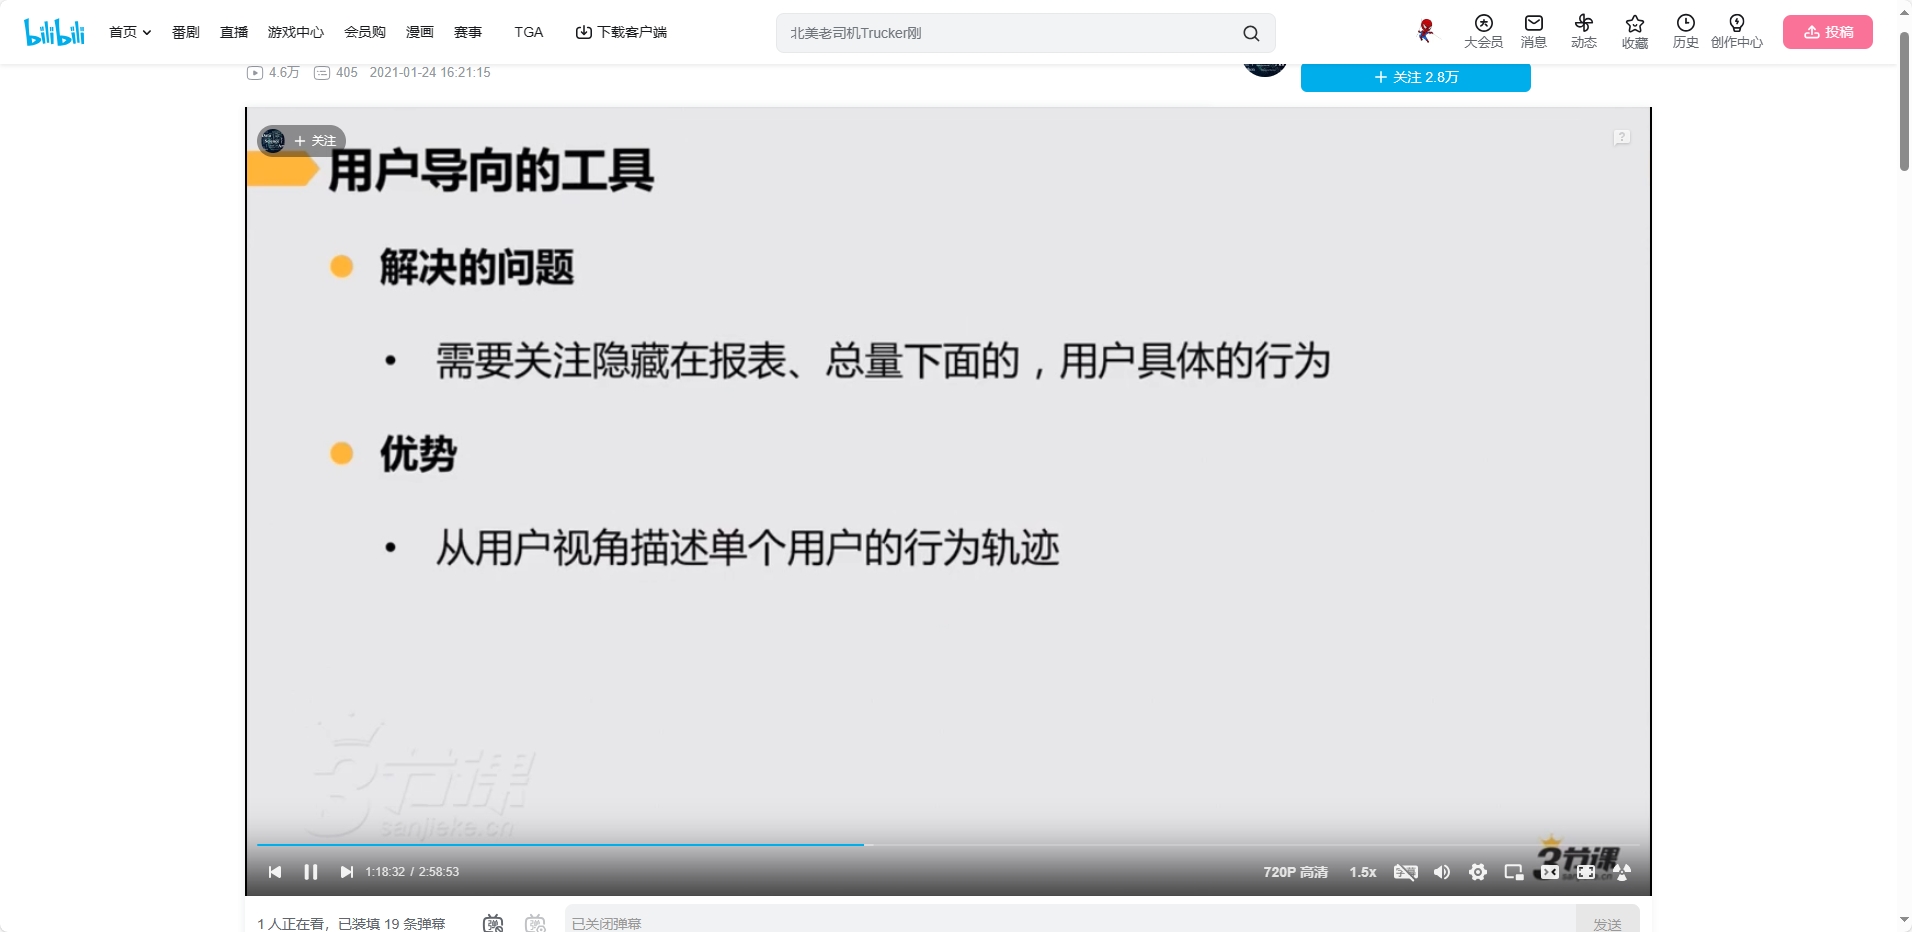 bilibili 首页 番剧 直播 游戏中心 会员购 漫画 赛事 TGA 下载客户端 北美老司机Trucker刚 大会员 消息 动态 收藏 历史 创作中心 投稿
4.6万 405 2021-01-24 16:21:15 + 关注 2.8万
+ 关注
用户导向的工具
解决的问题
• 需要关注隐藏在报表、总量下面的，用户具体的行为
优势
• 从用户视角描述单个用户的行为轨迹
3节课
sanjieke.cn
3节课
1:18:32 / 2:58:53 720P 高清 1.5x
1 人正在看，已装填 19 条弹幕 已关闭弹幕 发送